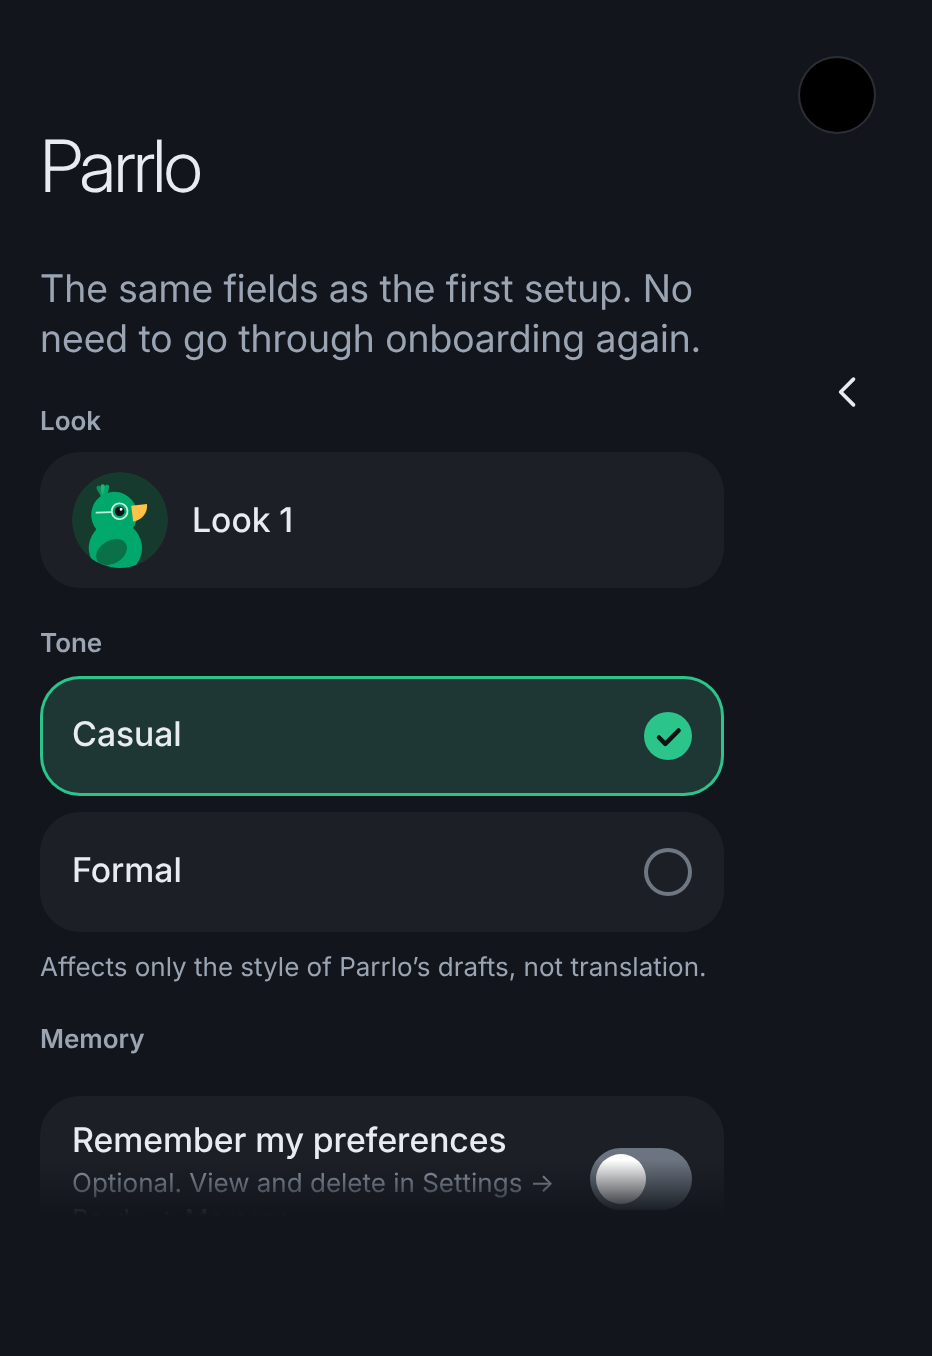 Parrlo
The same fields as the first setup. No
need to go through onboarding again.
Look
Look 1
Tone
Casual
Formal
Affects only the style of Parrlo’s drafts, not translation.
Memory
Remember my preferences
Optional. View and delete in Settings →